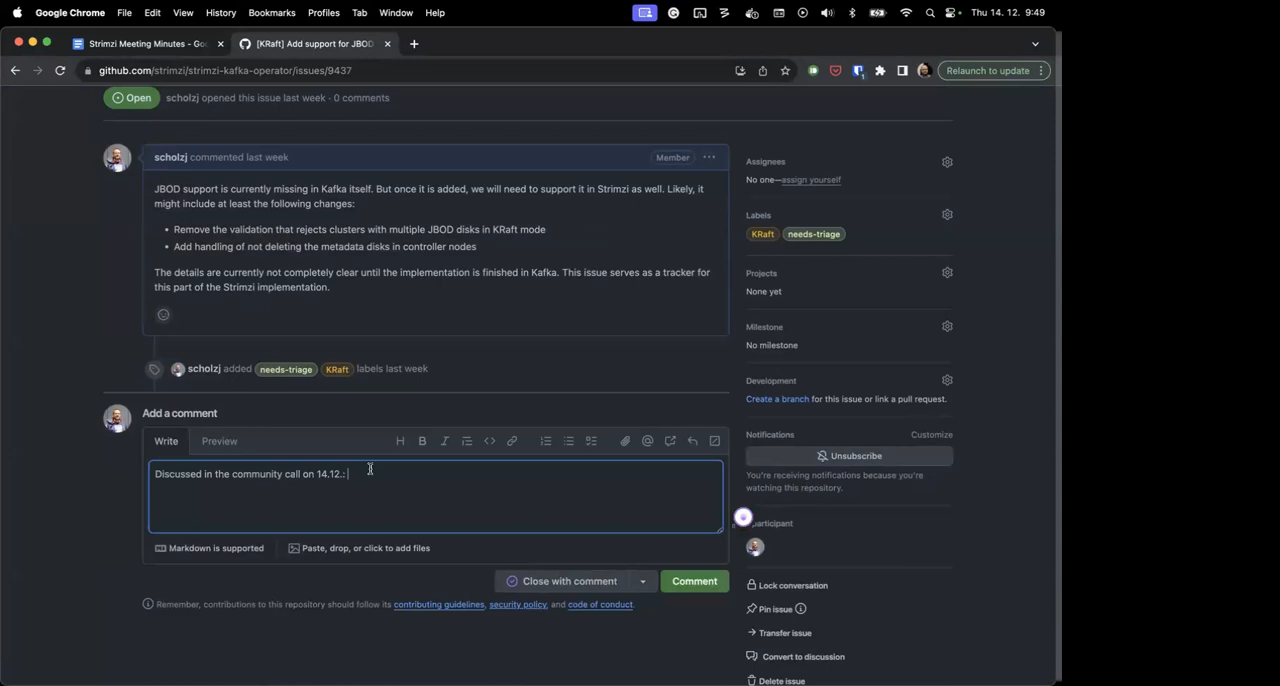 Google Chrome File Edit View History Bookmarks Profiles Tab Window Help Thu 14. 12. 9:49
Strimzi Meeting Minutes - Go
[KRaft] Add support for JBOD
github.com/strimzi/strimzi-kafka-operator/issues/9437
Relaunch to update
Open
scholzj opened this issue last week · 0 comments
scholzj commented last week
Member
JBOD support is currently missing in Kafka itself. But once it is added, we will need to support it in Strimzi as well. Likely, it
might include at least the following changes:
• Remove the validation that rejects clusters with multiple JBOD disks in KRaft mode
• Add handling of not deleting the metadata disks in controller nodes
The details are currently not completely clear until the implementation is finished in Kafka. This issue serves as a tracker for
this part of the Strimzi implementation.
scholzj added needs-triage KRaft labels last week
Add a comment
Write Preview
Discussed in the community call on 14.12.:
Markdown is supported
Paste, drop, or click to add files
Close with comment
Comment
Remember, contributions to this repository should follow its contributing guidelines, security policy, and code of conduct.
Assignees
No one—assign yourself
Labels
KRaft needs-triage
Projects
None yet
Milestone
No milestone
Development
Create a branch for this issue or link a pull request.
Notifications Customize
Unsubscribe
You're receiving notifications because you're
watching this repository.
participant
Lock conversation
Pin issue
Transfer issue
Convert to discussion
Delete issue